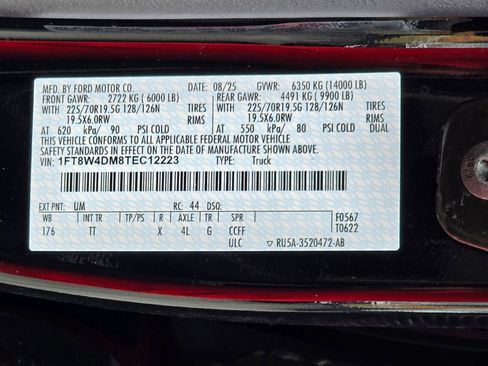 MFD. BY FORD MOTOR CO. DATE: 08/25 GVWR: 6350 KG (14000 LB)
FRONT GAWR: 2722 KG ( 6000 LB) REAR GAWR: 4491 KG ( 9900 LB)
WITH 225/70R19.5G 128/126N TIRES WITH 225/70R19.5G 128/126N TIRES
19.5X6.0RW RIMS 19.5X6.0RW RIMS
AT 620 kPa/ 90 PSI COLD AT 550 kPa/ 80 PSI COLD
THIS VEHICLE CONFORMS TO ALL APPLICABLE FEDERAL MOTOR VEHICLE
SAFETY STANDARDS IN EFFECT ON THE DATE OF MANUFACTURE SHOWN ABOVE.
VIN: 1FT8W4DM8TEC12223 TYPE: Truck
EXT PNT: UM RC: 44 DSO:
WB INT TR TP/PS R AXLE TR SPR F0567
176 TT X 4L G CCFF T0622
ULC ▽ RU5A-3520472-AB